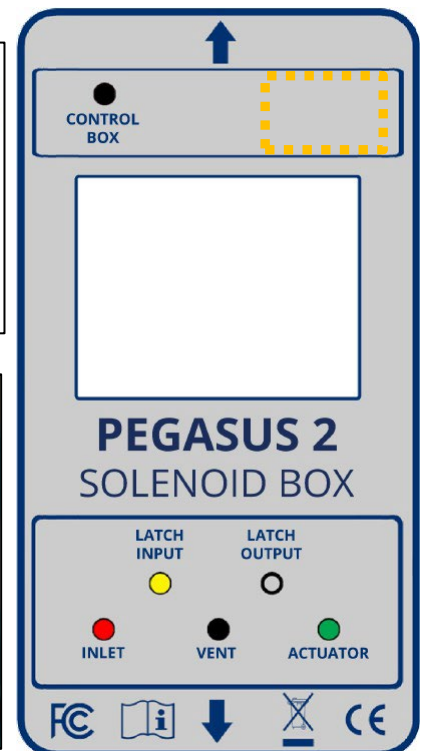 CONTROL
BOX
PEGASUS 2
SOLENOID BOX
LATCH
INPUT
LATCH
OUTPUT
INLET
VENT
ACTUATOR
FC
i
CE